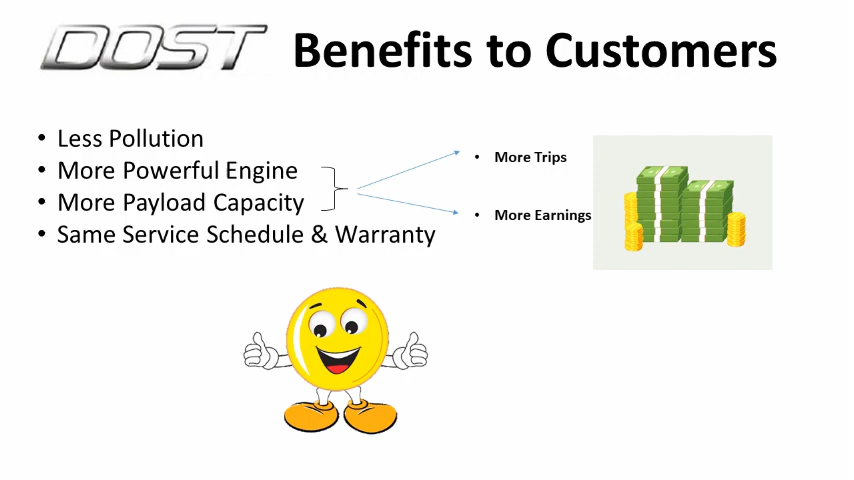 DOST
Benefits to Customers
• Less Pollution
• More Powerful Engine
• More Payload Capacity
• Same Service Schedule & Warranty
• More Trips
• More Earnings